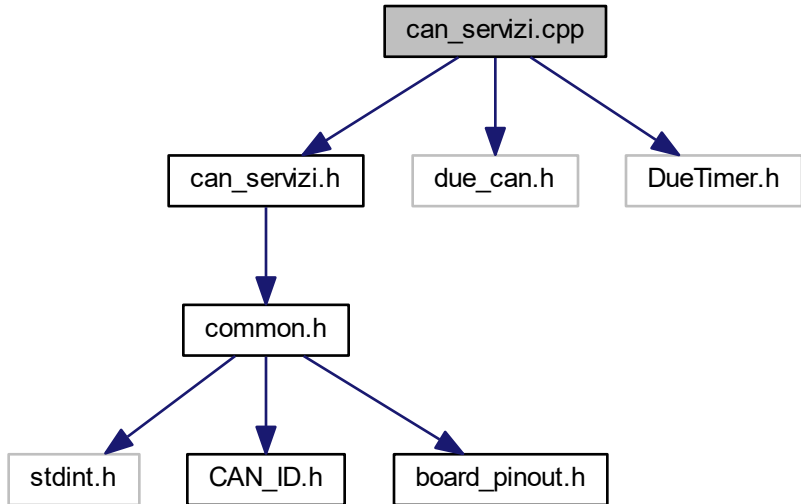 can_servizi.cpp
can_servizi.h
due_can.h
DueTimer.h
common.h
stdint.h
CAN_ID.h
board_pinout.h